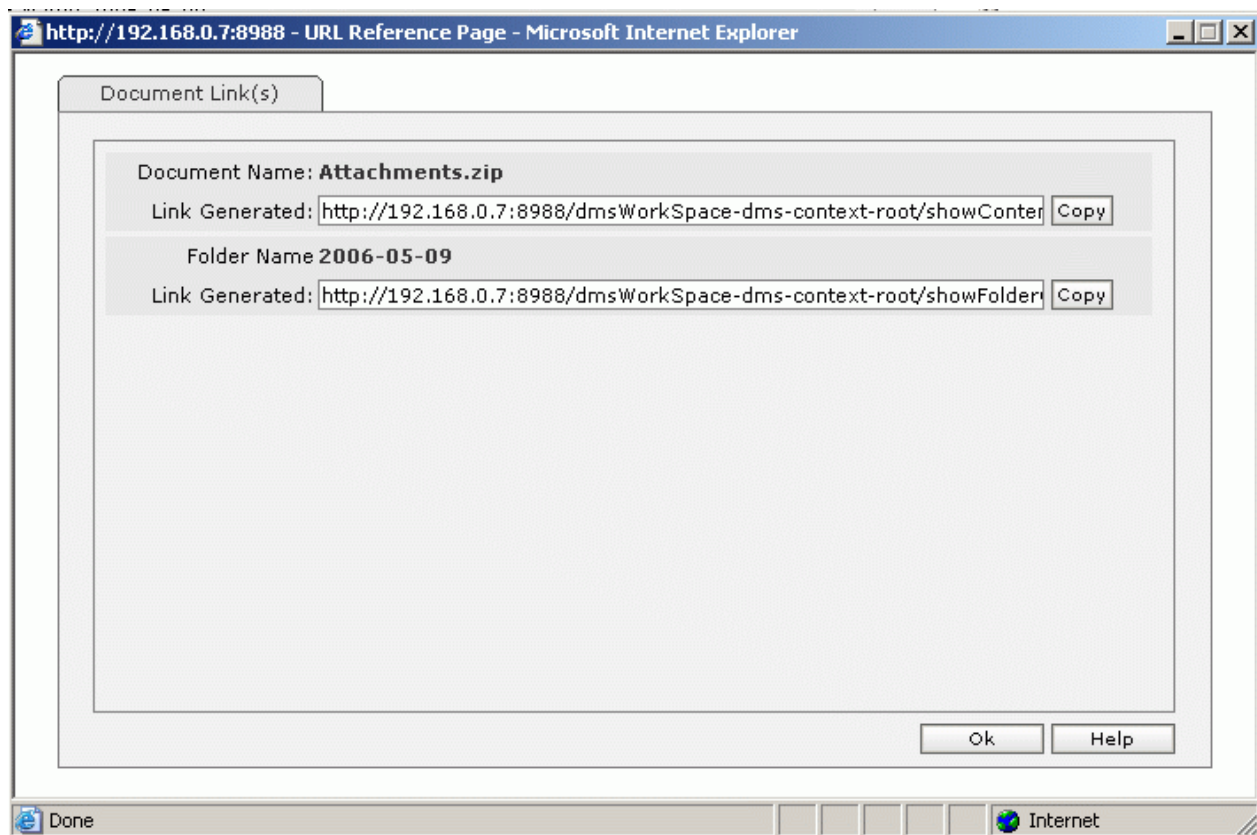 http://192.168.0.7:8988 - URL Reference Page - Microsoft Internet Explorer
Document Link(s)
Document Name: Attachments.zip
Link Generated: http://192.168.0.7:8988/dmsWorkSpace-dms-context-root/showConter Copy
Folder Name 2006-05-09
Link Generated: http://192.168.0.7:8988/dmsWorkSpace-dms-context-root/showFolder Copy
Ok Help
Done Internet